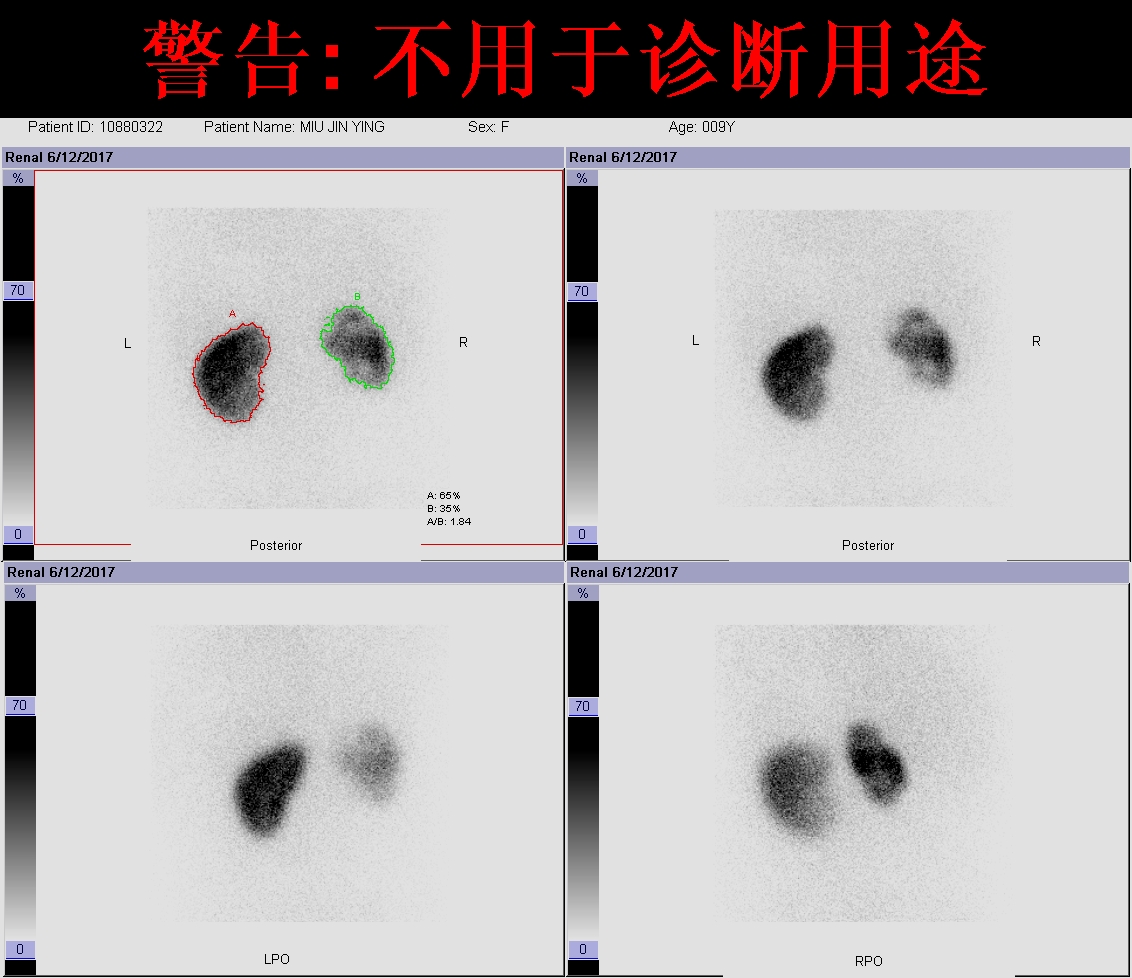 警告: 不用于诊断用途
Patient ID: 10880322 Patient Name: MIU JIN YING Sex: F Age: 009Y
Renal 6/12/2017
%
70
0
A
B
L
R
A: 65%
B: 35%
A/B: 1.84
Posterior
Renal 6/12/2017
%
70
0
L
R
Posterior
Renal 6/12/2017
%
70
0
LPO
Renal 6/12/2017
%
70
0
RPO